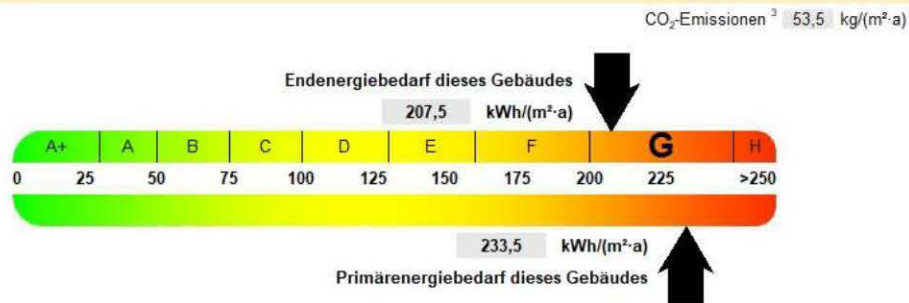 CO₂-Emissionen ³ 53,5 kg/(m²·a)
Endenergiebedarf dieses Gebäudes
207,5 kWh/(m²·a)
A+ A B C D E F G H
0 25 50 75 100 125 150 175 200 225 >250
233,5 kWh/(m²·a)
Primärenergiebedarf dieses Gebäudes